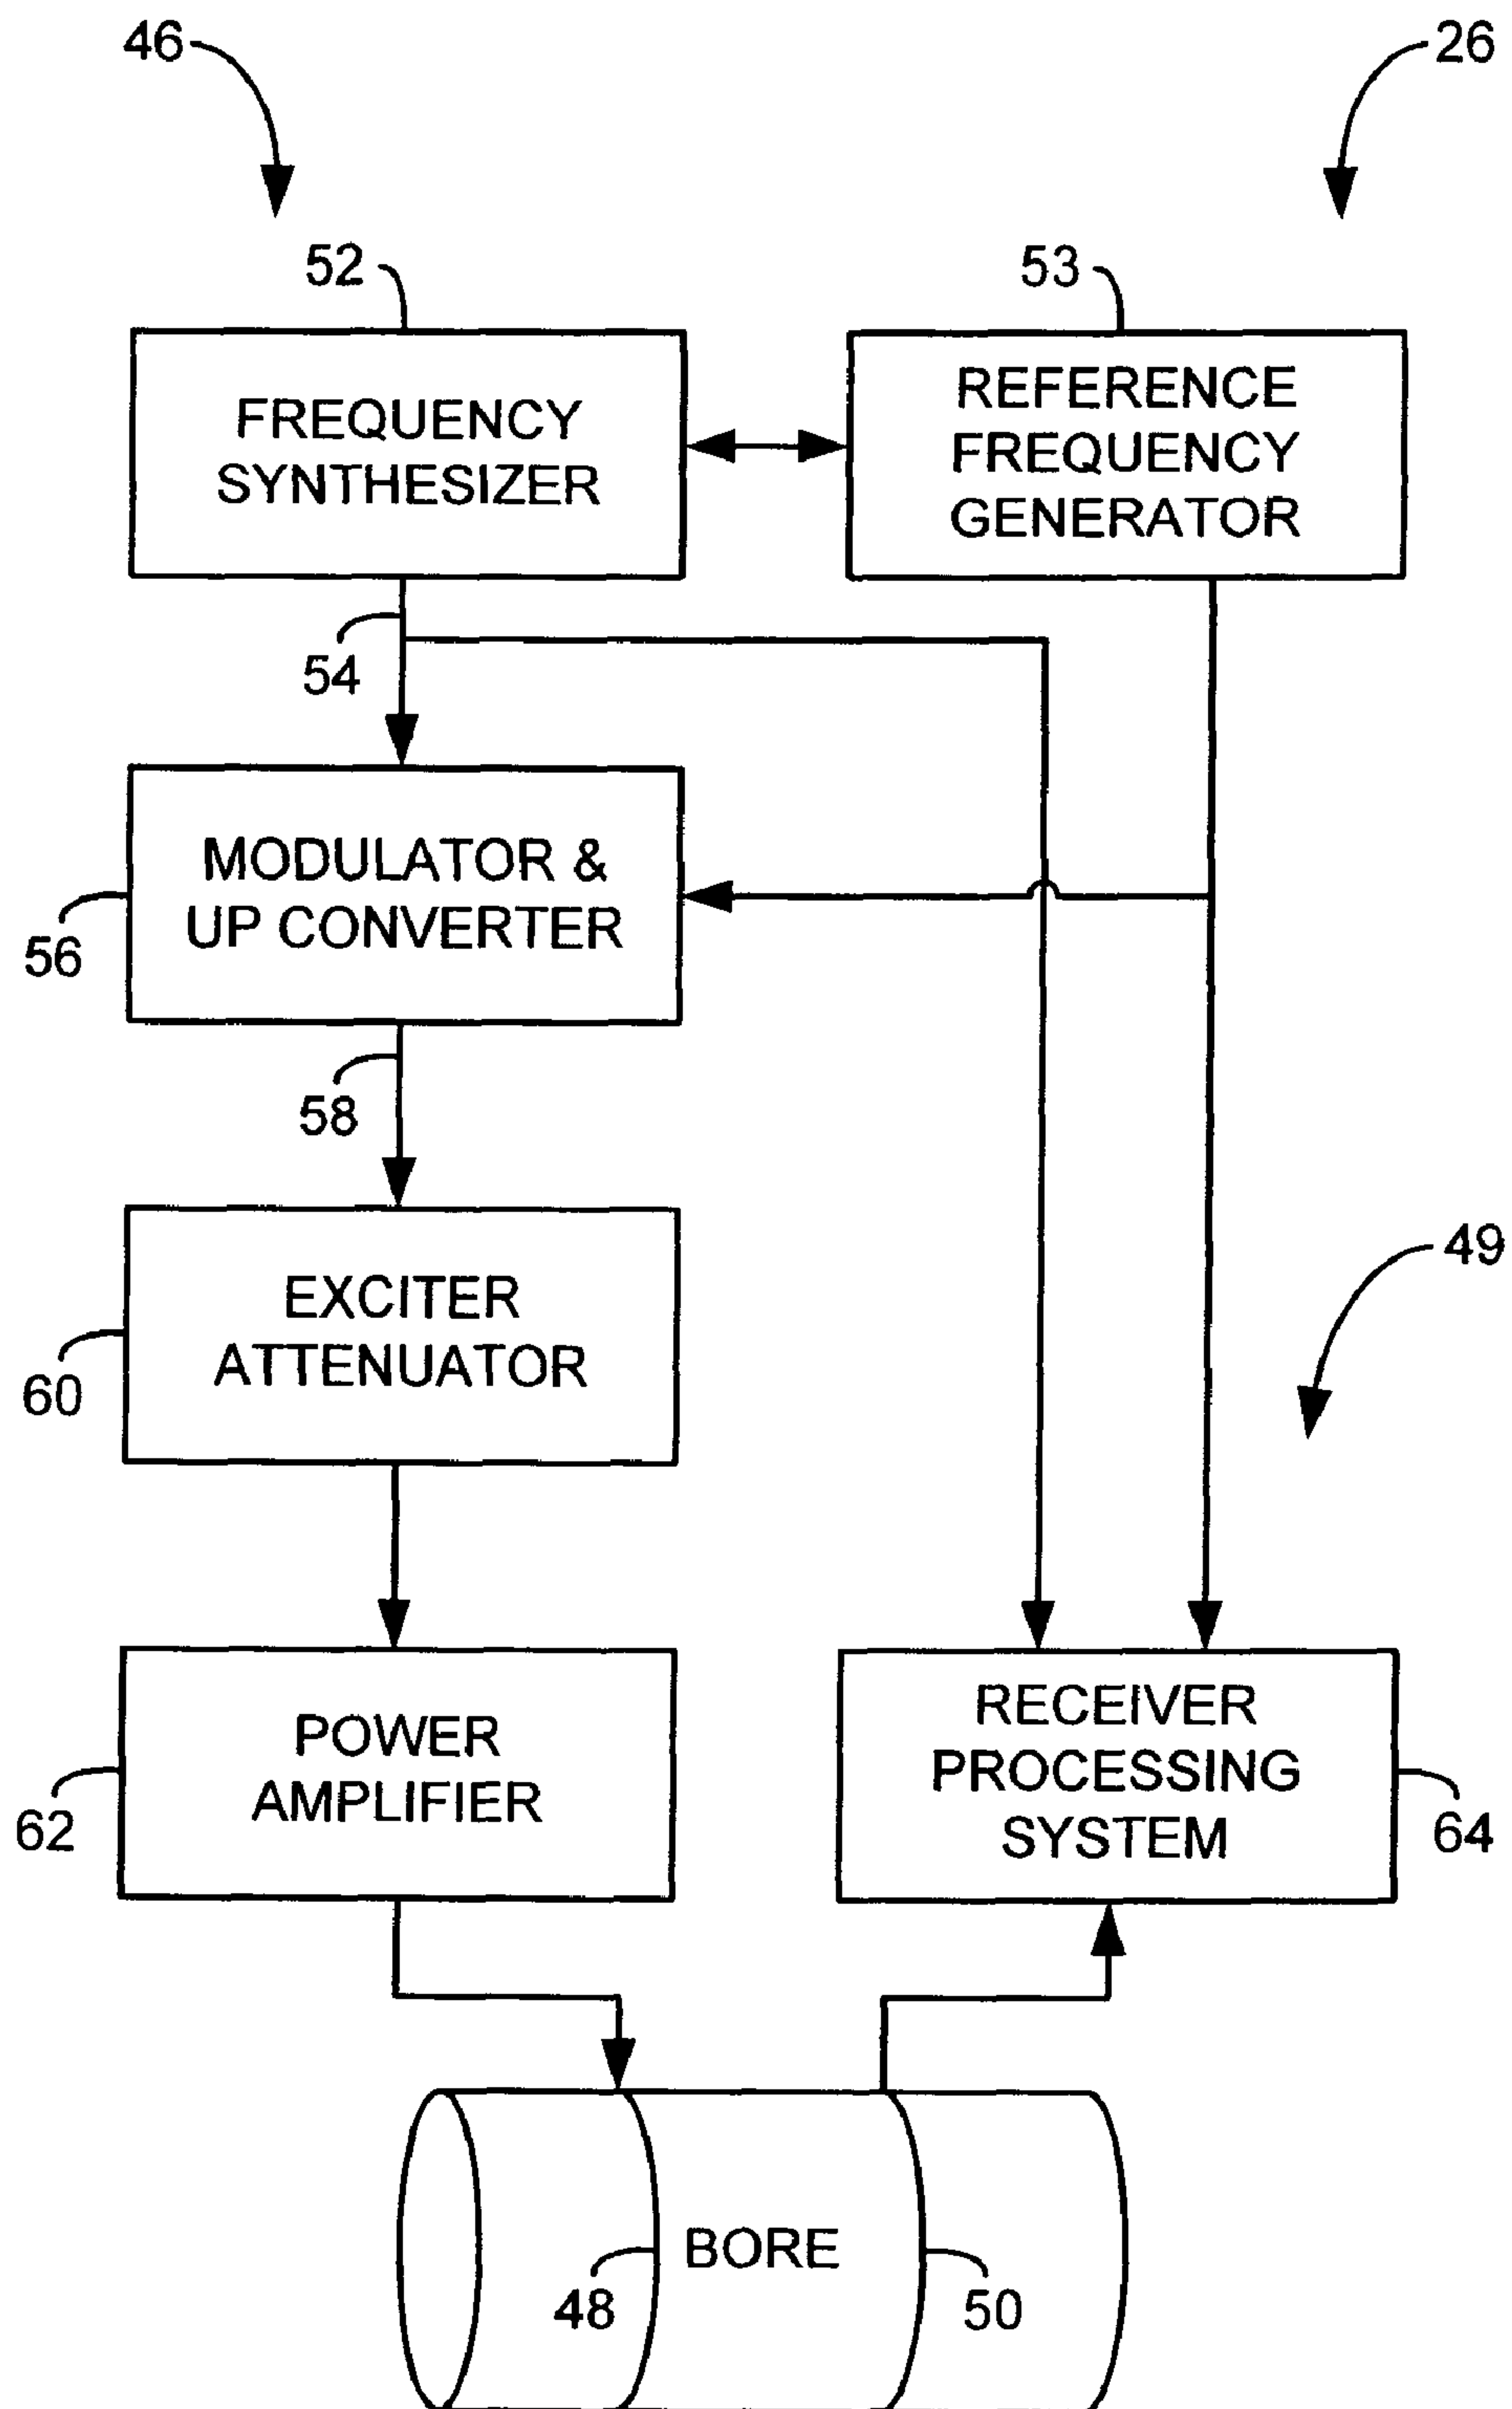 46
26
52
53
FREQUENCY
SYNTHESIZER
REFERENCE
FREQUENCY
GENERATOR
54
MODULATOR &
UP CONVERTER
56
58
49
EXCITER
ATTENUATOR
60
POWER
AMPLIFIER
62
RECEIVER
PROCESSING
SYSTEM
64
BORE
48
50